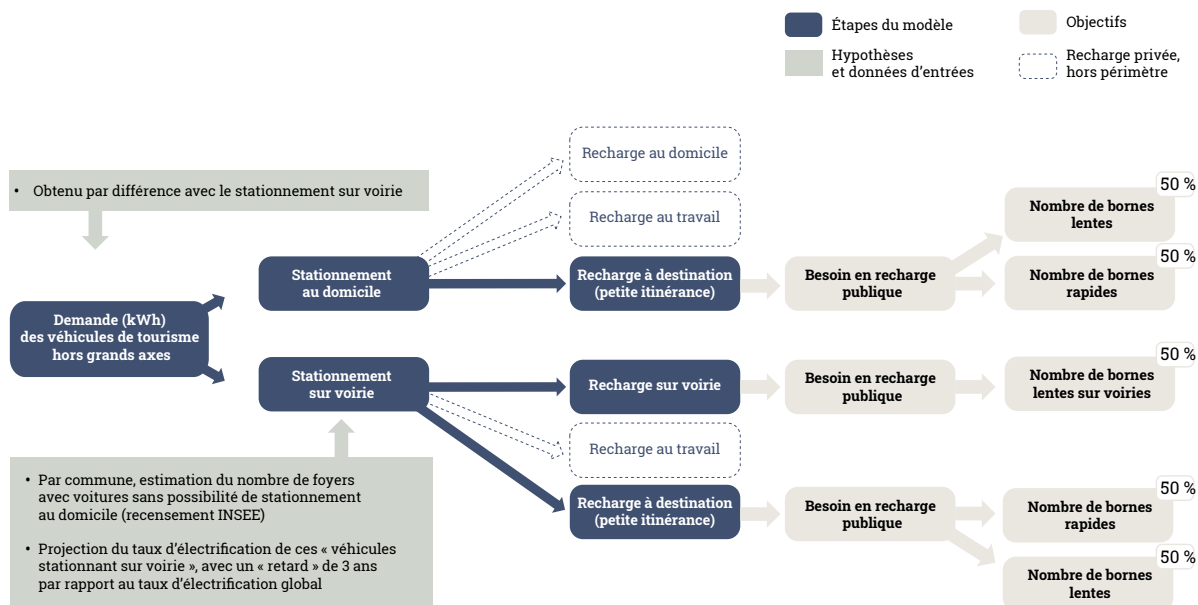 Étapes du modèle
Objectifs
Hypothèses
et données d'entrées
Recharge privée,
hors périmètre
• Obtenu par différence avec le stationnement sur voirie
Demande (kWh)
des véhicules de tourisme
hors grands axes
Stationnement
au domicile
Stationnement
sur voirie
• Par commune, estimation du nombre de foyers
avec voitures sans possibilité de stationnement
au domicile (recensement INSEE)
• Projection du taux d'électrification de ces « véhicules
stationnant sur voirie », avec un « retard » de 3 ans
par rapport au taux d'électrification global
Recharge au domicile
Recharge au travail
Recharge à destination
(petite itinérance)
Besoin en recharge
publique
50 %
Nombre de bornes
lentes
50 %
Nombre de bornes
rapides
Recharge sur voirie
Besoin en recharge
publique
50 %
Nombre de bornes
lentes sur voiries
Recharge au travail
Recharge à destination
(petite itinérance)
Besoin en recharge
publique
50 %
Nombre de bornes
rapides
50 %
Nombre de bornes
lentes